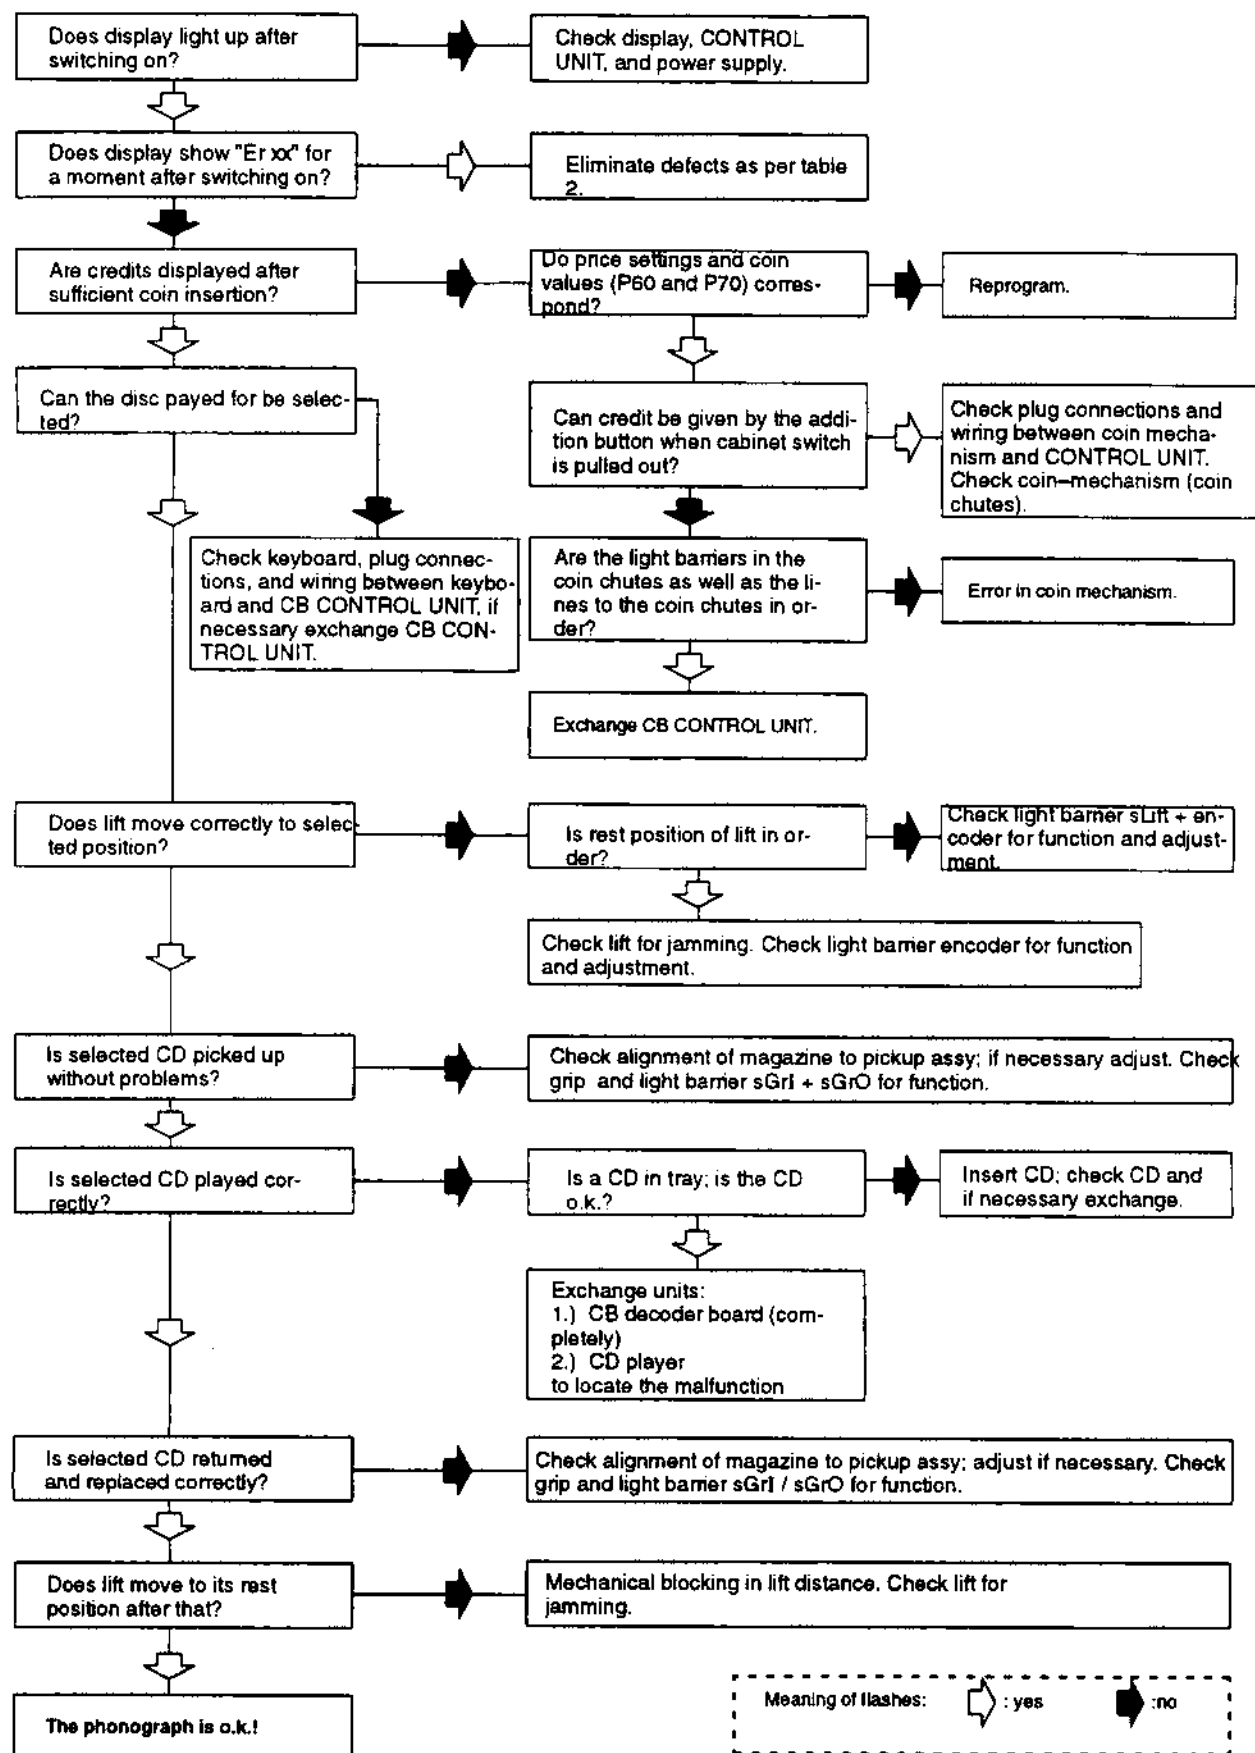 Does display light up after
switching on?
Check display, CONTROL
UNIT, and power supply.
Does display show "Er xx" for
a moment after switching on?
Eliminate defects as per table
2.
Are credits displayed after
sufficient coin insertion?
Do price settings and coin
values (P60 and P70) corres-
pond?
Reprogram.
Can the disc payed for be selec-
ted?
Can credit be given by the addi-
tion button when cabinet switch
is pulled out?
Check plug connections and
wiring between coin mecha-
nism and CONTROL UNIT.
Check coin-mechanism (coin
chutes).
Check keyboard, plug connec-
tions, and wiring between keybo-
ard and CB CONTROL UNIT, if
necessary exchange CB CON-
TROL UNIT.
Are the light barriers in the
coin chutes as well as the li-
nes to the coin chutes in or-
der?
Error in coin mechanism.
Exchange CB CONTROL UNIT.
Does lift move correctly to selec-
ted position?
Is rest position of lift in or-
der?
Check light barrier sLift + en-
coder for function and adjust-
ment.
Check lift for jamming. Check light barrier encoder for function
and adjustment.
Is selected CD picked up
without problems?
Check alignment of magazine to pickup assy; if necessary adjust. Check
grip and light barrier sGrI + sGrO for function.
Is selected CD played cor-
rectly?
Is a CD in tray; is the CD
o.k.?
Insert CD; check CD and
if necessary exchange.
Exchange units:
1.) CB decoder board (com-
pletely)
2.) CD player
to locate the malfunction
Is selected CD returned
and replaced correctly?
Check alignment of magazine to pickup assy; adjust if necessary. Check
grip and light barrier sGrI / sGrO for function.
Does lift move to its rest
position after that?
Mechanical blocking in lift distance. Check lift for
jamming.
The phonograph is o.k.!
Meaning of flashes: : yes :no